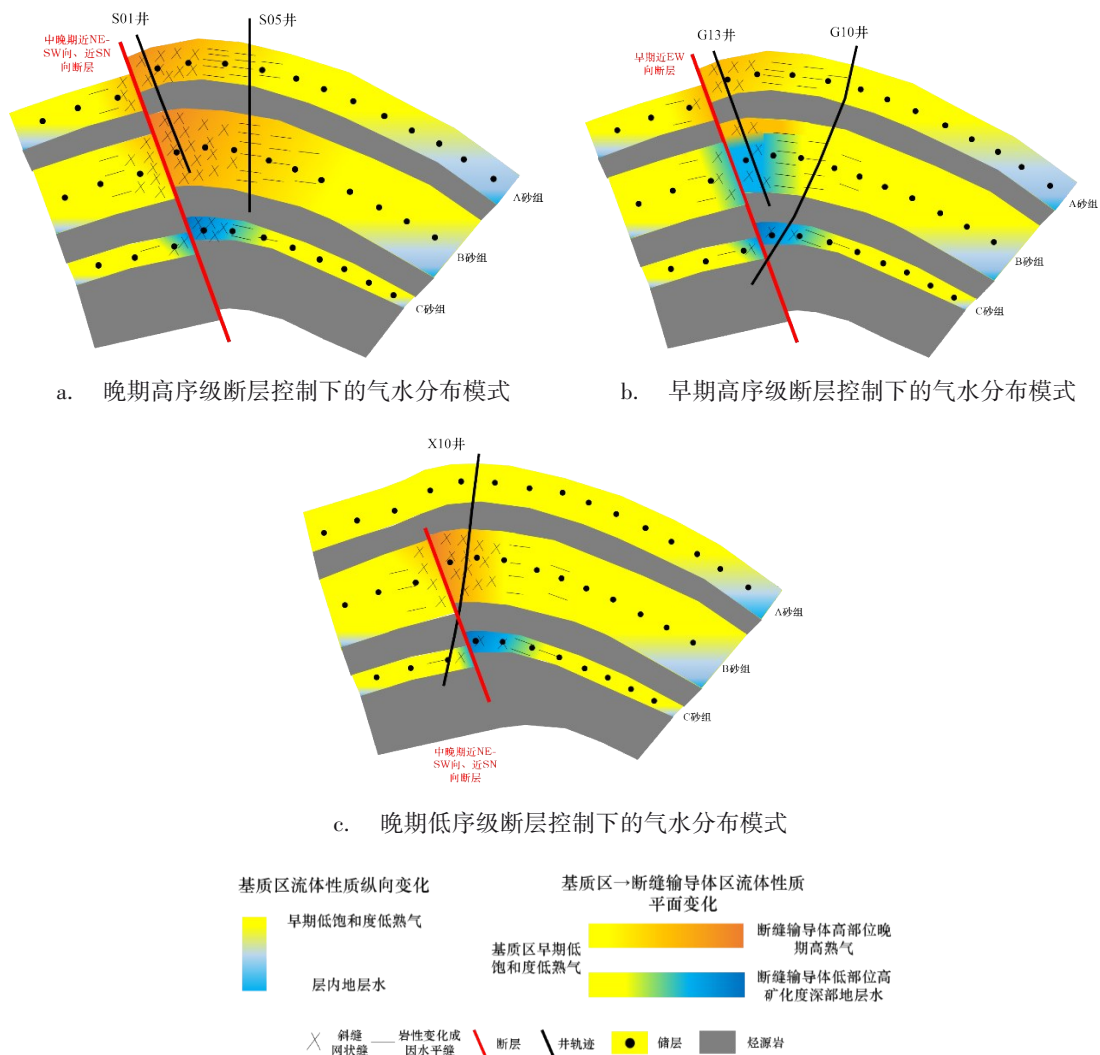 S01井
S05井
中晚期近NE-
SW向、近SN
向断层
A砂组
B砂组
C砂组
a. 晚期高序级断层控制下的气水分布模式
G13井
G10井
早期近EW
向断层
A砂组
B砂组
C砂组
b. 早期高序级断层控制下的气水分布模式
X10井
A砂组
B砂组
C砂组
中晚期近NE-
SW向、近SN
向断层
c. 晚期低序级断层控制下的气水分布模式
基质区流体性质纵向变化
早期低饱和度低熟气
层内地层水
基质区→断缝输导体区流体性质
平面变化
基质区早期低
饱和度低熟气
断缝输导体高部位晚
期高熟气
断缝输导体低部位高
矿化度深部地层水
斜缝
网状缝
岩性变化成
因水平缝
断层
井轨迹
储层
烃源岩